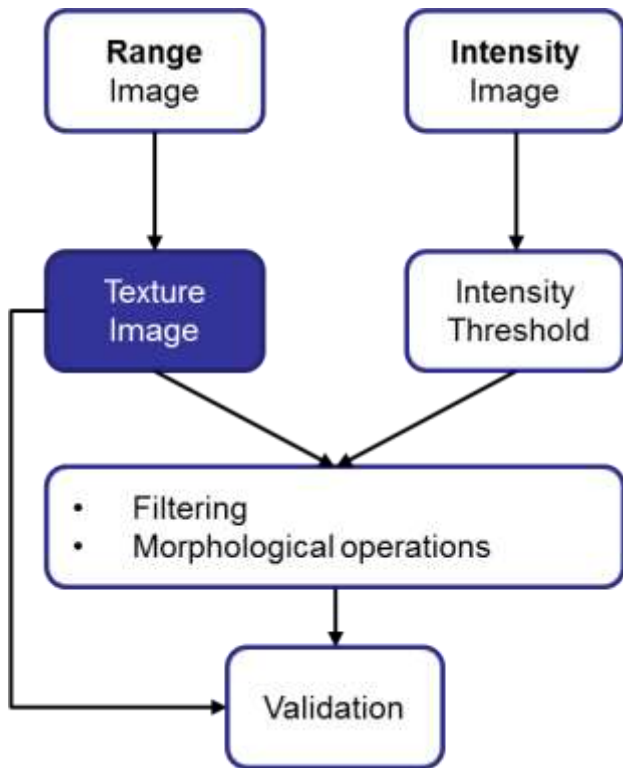 Range
Image
Intensity
Image
Texture
Image
Intensity
Threshold
• Filtering
• Morphological operations
Validation